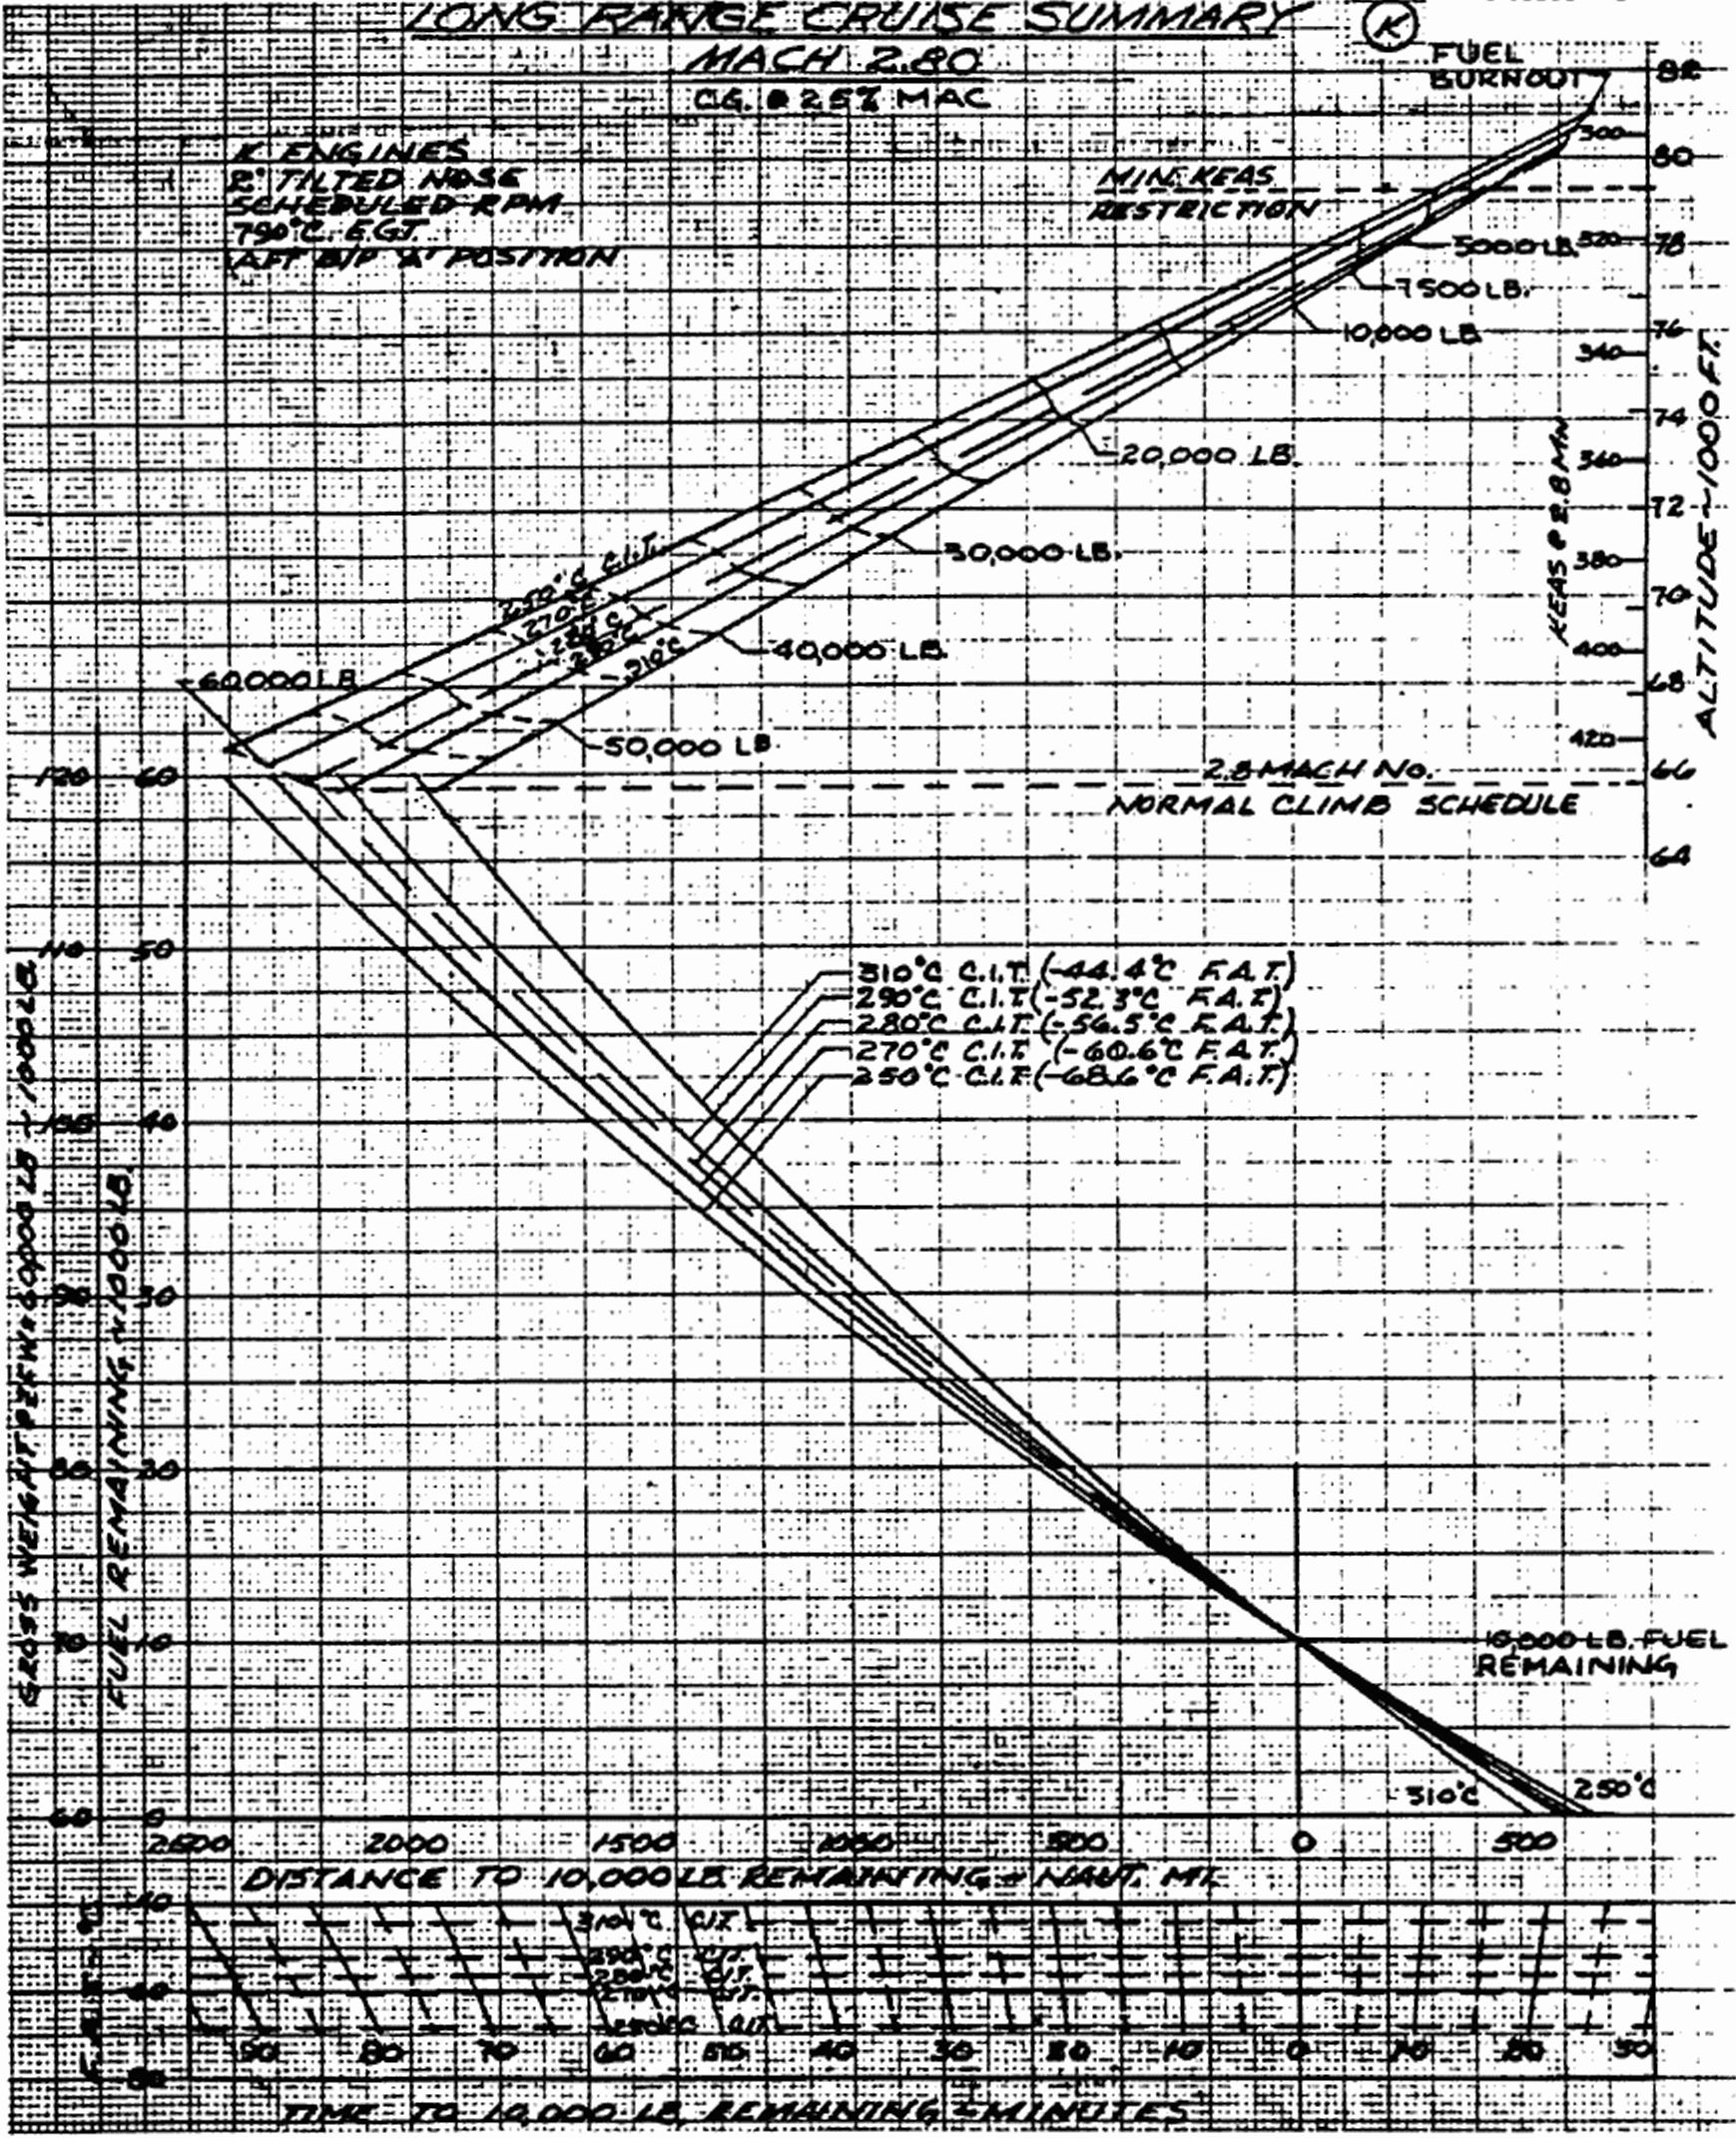 LONG RANGE CRUISE SUMMARY
K
MACH 2.80
C.G. @ 25% MAC
FUEL
BURNOUT
K ENGINES
2° TILTED NOSE
SCHEDULED RPM
790°C. EGT.
AFT B/P "A" POSITION
MIN. KEAS
RESTRICTION
5000 LB.
7500 LB.
10,000 LB.
20,000 LB.
30,000 LB.
40,000 LB.
50,000 LB
60,000 LB
250°C C.I.T.
270°C
280°C
290°C
310°C
2.8 MACH NO.
NORMAL CLIMB SCHEDULE
82
80
78
76
74
72
70
68
66
64
ALTITUDE ~ 1000 FT.
300
320
340
360
380
400
420
KEAS @ 2.8 MN
310°C C.I.T. (-44.4°C F.A.T.)
290°C C.I.T. (-52.3°C F.A.T.)
280°C C.I.T. (-56.5°C F.A.T.)
270°C C.I.T. (-60.6°C F.A.T.)
250°C C.I.T. (-68.6°C F.A.T.)
120 60
110 50
100 40
90 30
80 20
70 10
60 0
GROSS WEIGHT ZFW=60,000 LB ~ 1000 LB.
FUEL REMAINING ~ 1000 LB.
10,000 LB. FUEL
REMAINING
310°C 250°C
2500 2000 1500 1000 500 0 500
DISTANCE TO 10,000 LB. REMAINING ~ NAUT. MI.
310°C C.I.T.
290°C C.I.T.
280°C C.I.T.
270°C C.I.T.
250°C C.I.T.
90 80 70 60 50 40 30 20 10 0 10 20 30
TIME TO 10,000 LB. REMAINING ~ MINUTES